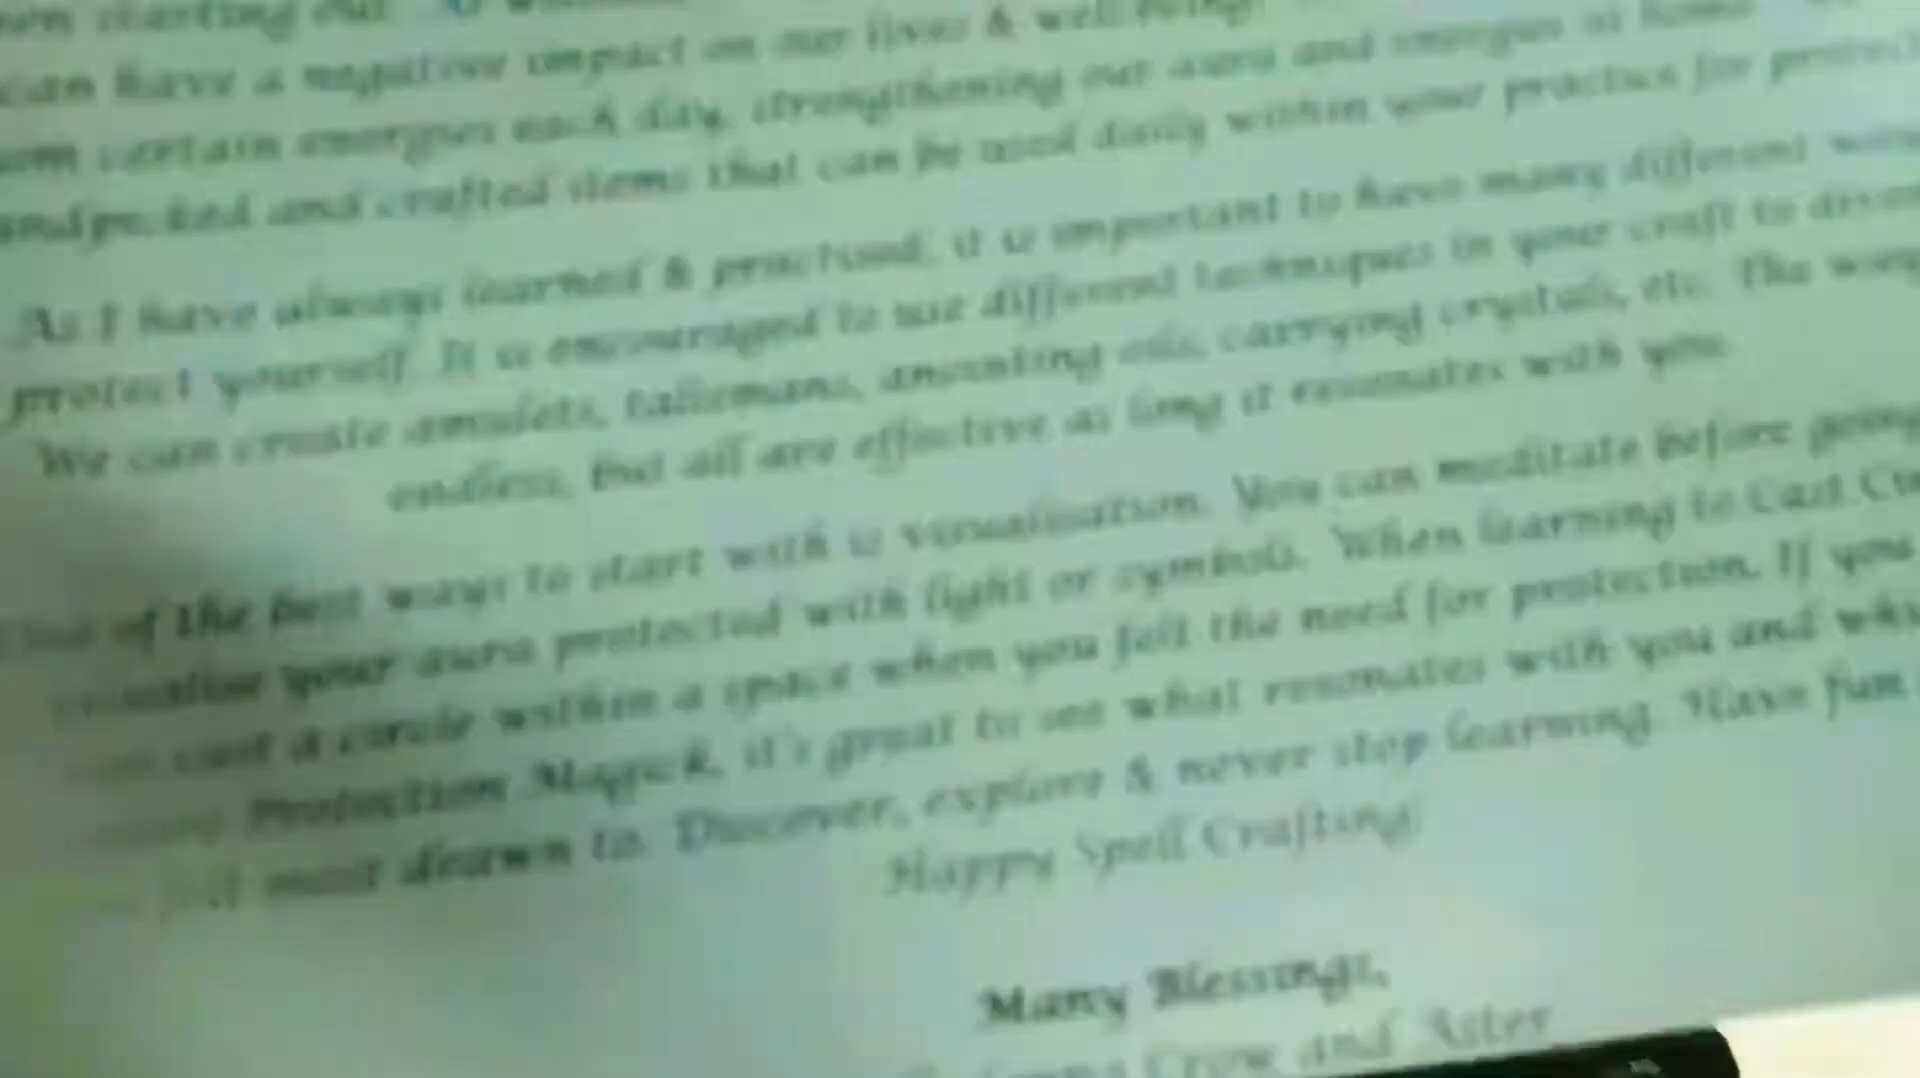 starting out
can have a negative impact on our lives & well being
certain energies each day, strengthening our aura and energies at home
and crafted items that can be used daily within your practice for
As I have always learned & practised, it is important to have many different
protect yourself. It is encouraged to use different techniques in your craft to
We can create amulets, talismans, anointing oils, carrying crystals, etc. The
endless, but all are effective as long it resonates with you
of the best ways to start with is visualisation. You can meditate before going
visualise your aura protected with light or symbols. When learning to Cast
cast a circle within a space when you felt the need for protection. If you
Protection Magick, it's great to see what resonates with you and
felt most drawn to. Discover, explore & never stop learning. Have fun
Happy Spell Crafting
Many Blessings,
Crow and Aster